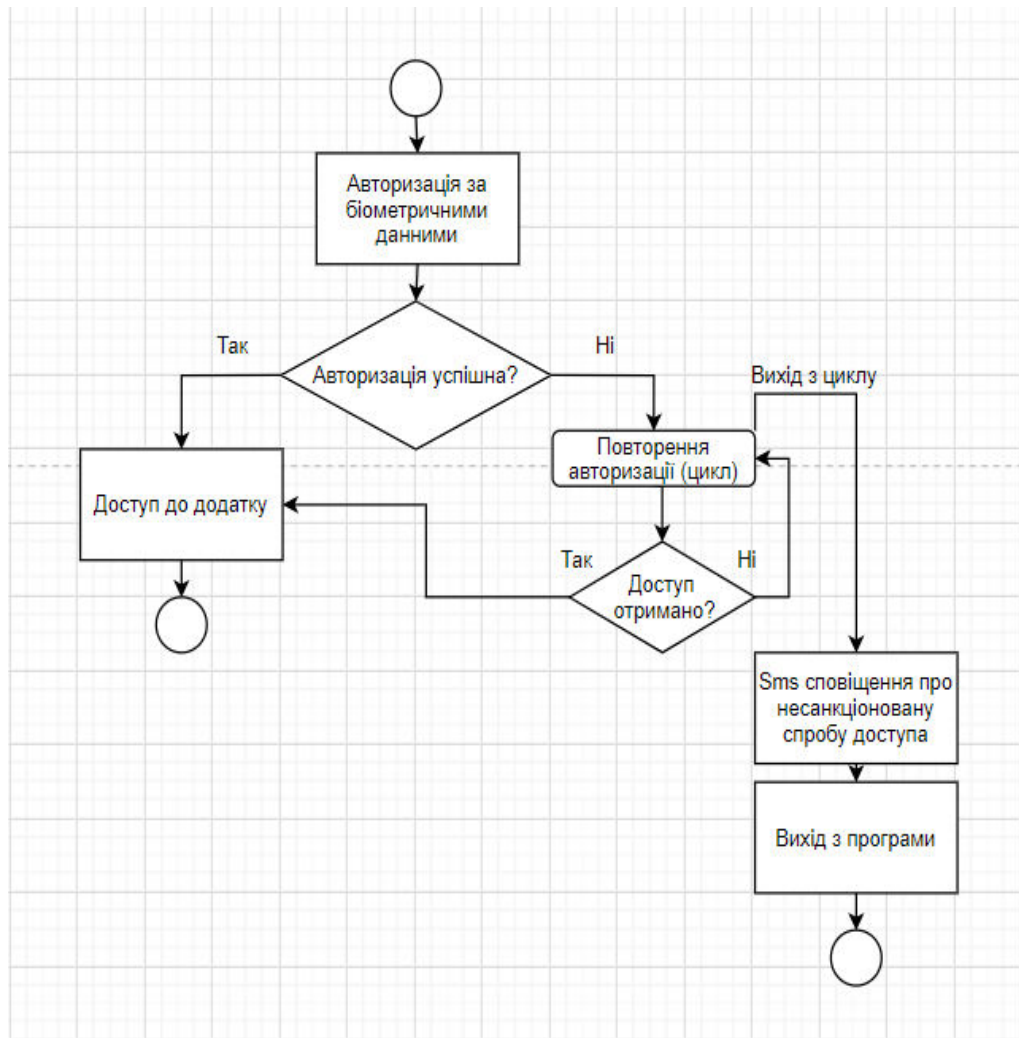 Авторизація за
біометричними
данними
Так
Ні
Авторизація успішна?
Вихід з циклу
Повторення
авторизації (цикл)
Доступ до додатку
Так
Ні
Доступ
отримано?
Sms сповіщення про
несанкціоновану
спробу доступа
Вихід з програми